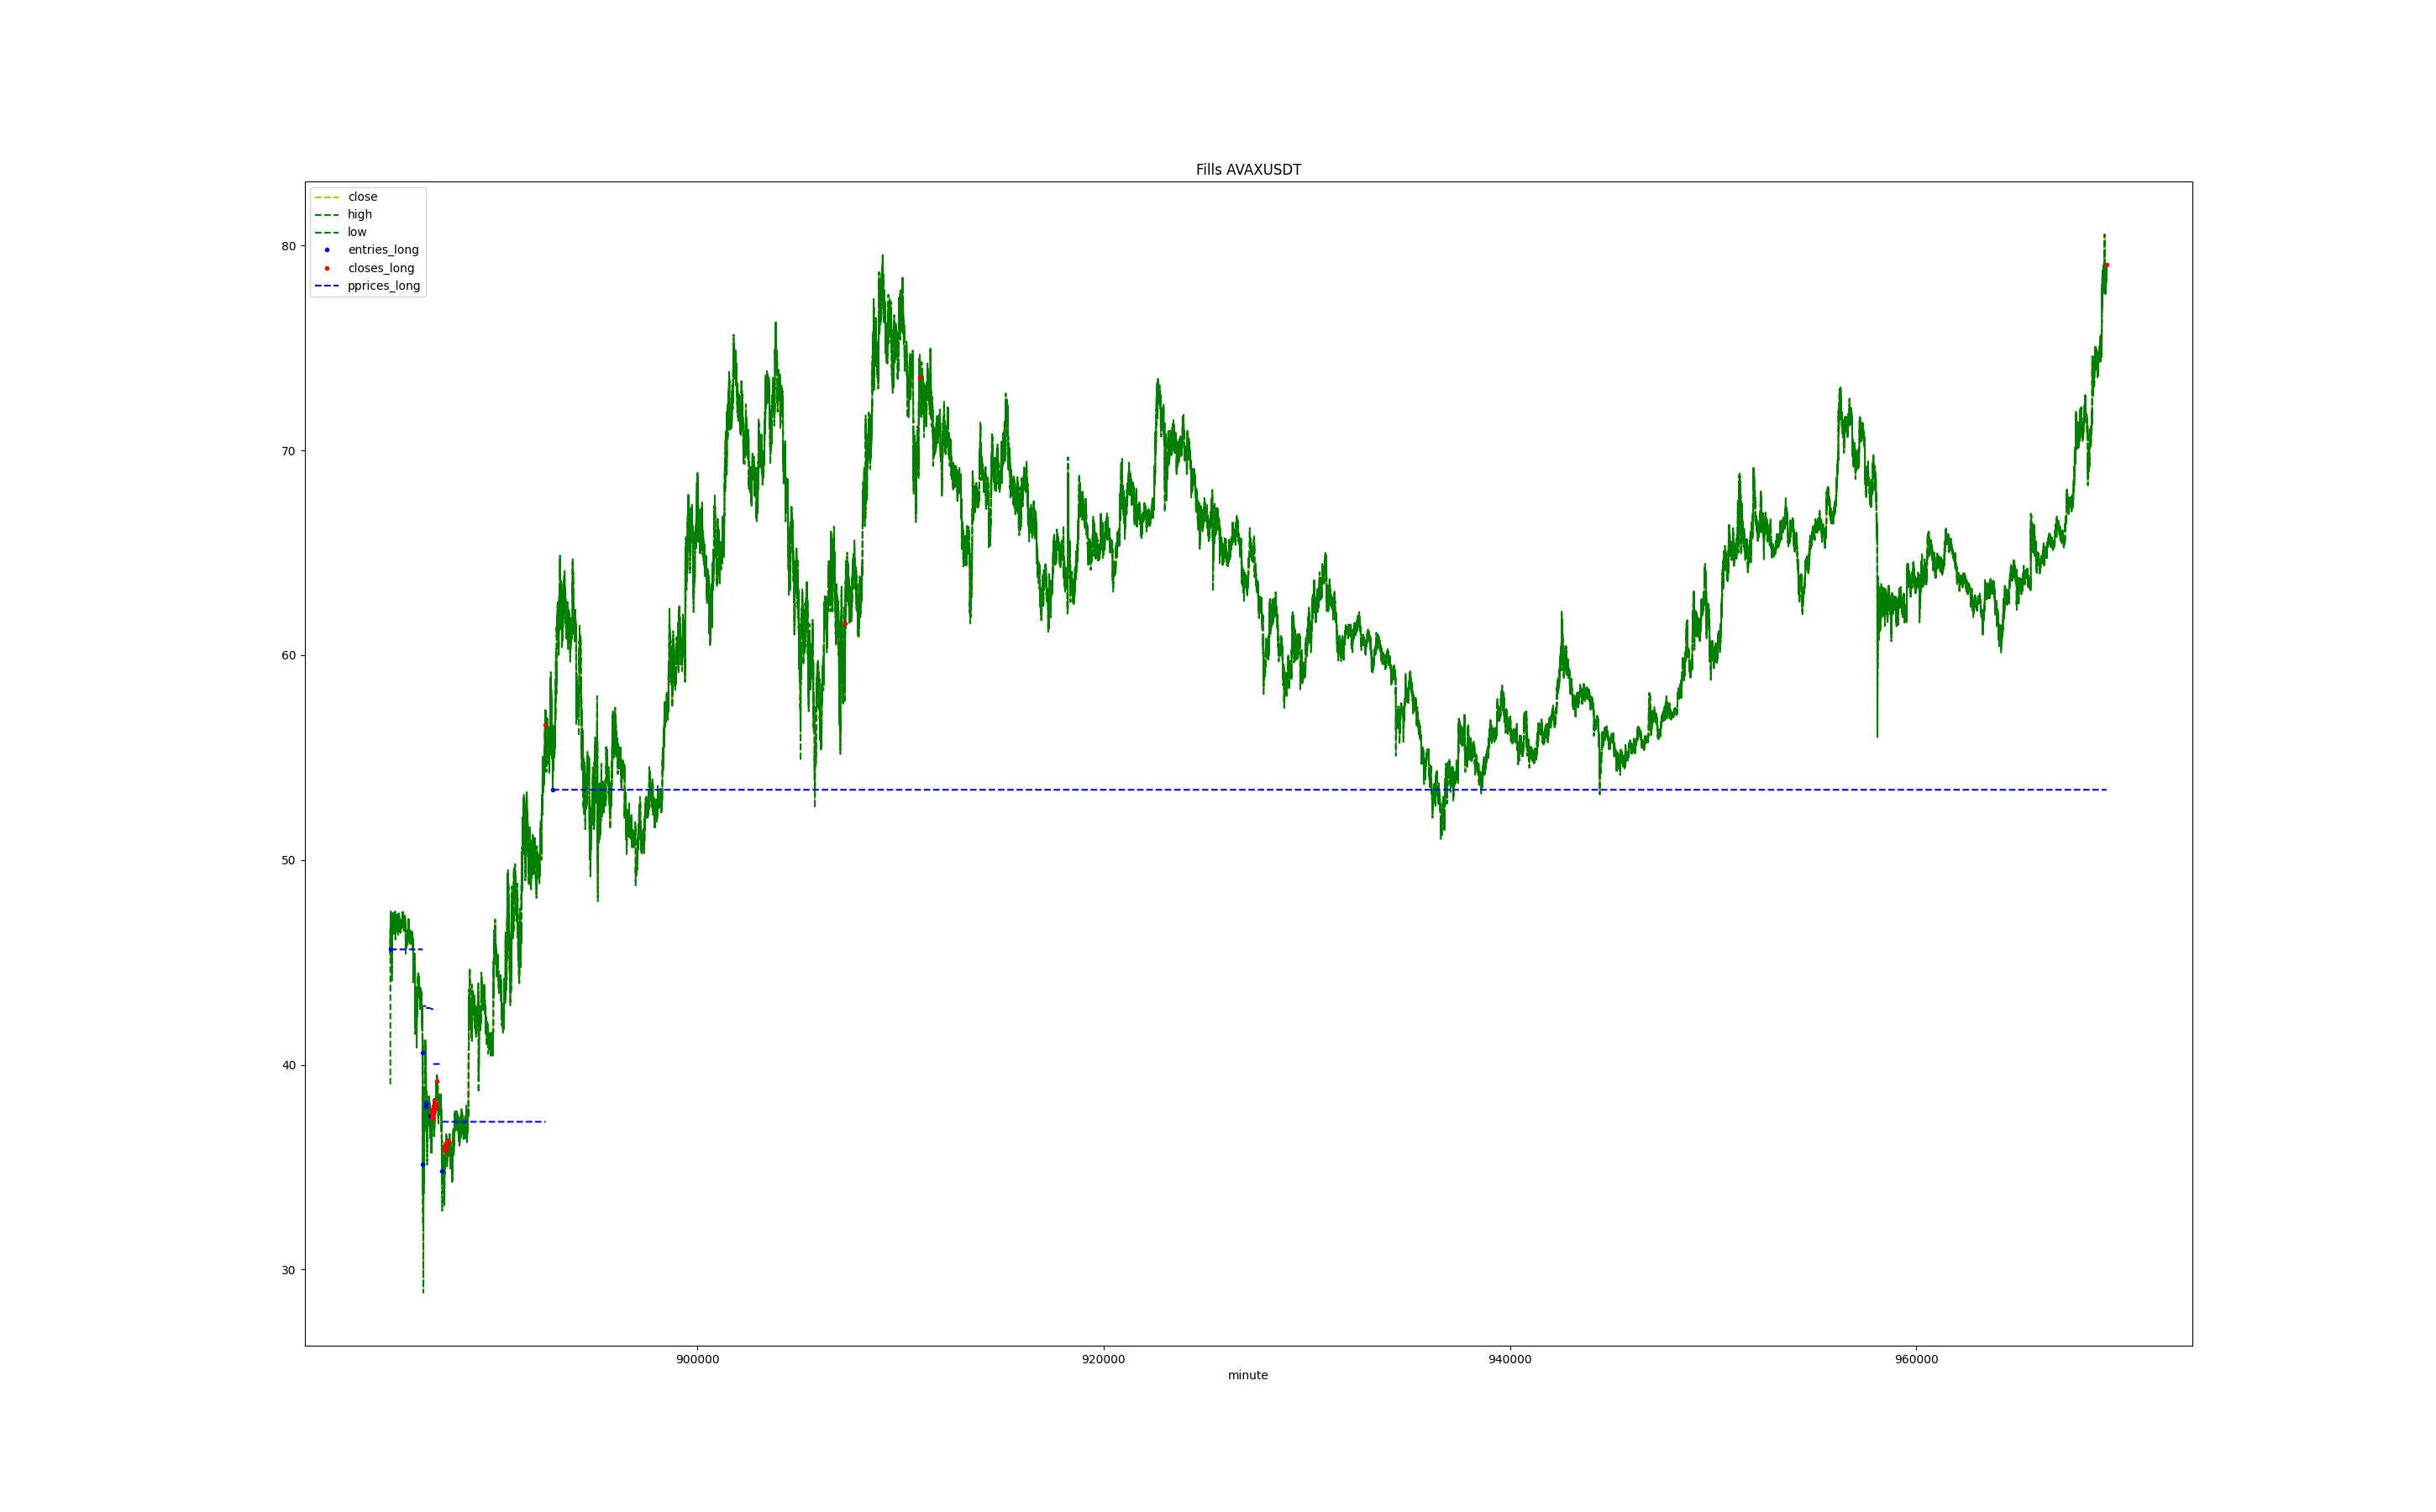 Fills AVAXUSDT
close
high
low
entries_long
closes_long
pprices_long
80
70
60
50
40
30
900000 920000 940000 960000
minute